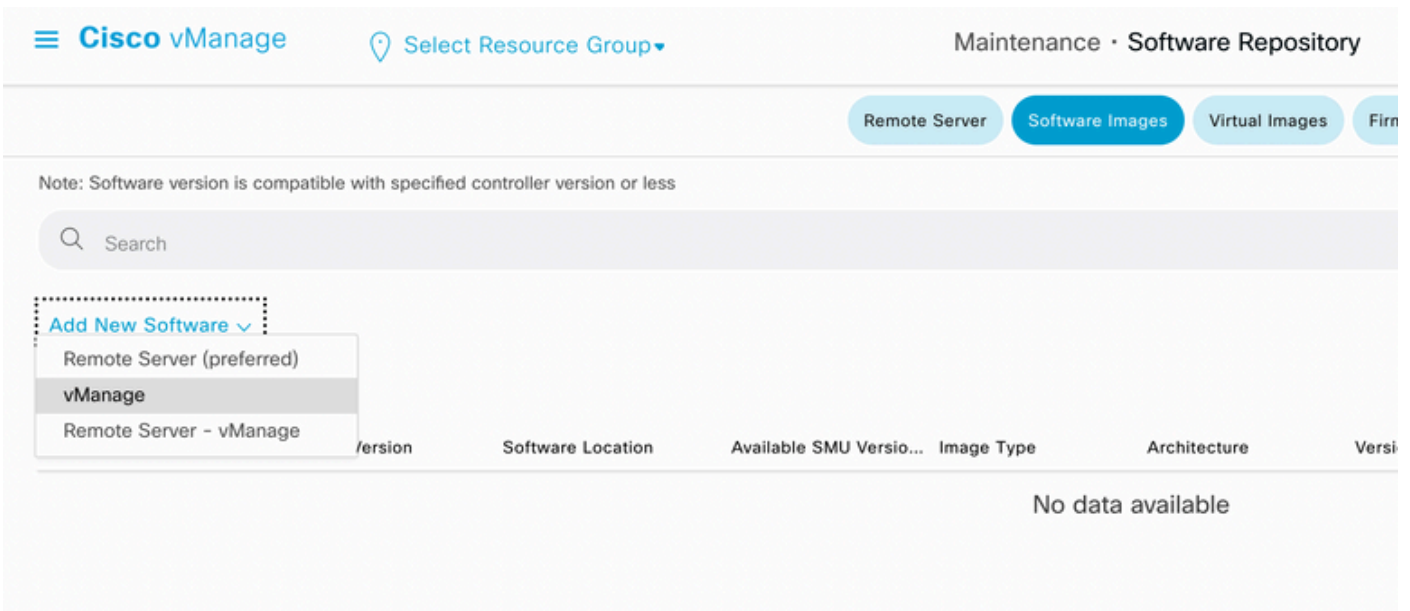 Cisco vManage Select Resource Group Maintenance · Software Repository
Remote Server Software Images Virtual Images
Note: Software version is compatible with specified controller version or less
Search
Add New Software
Remote Server (preferred)
vManage
Remote Server - vManage
Version Software Location Available SMU Versio... Image Type Architecture Versi
No data available